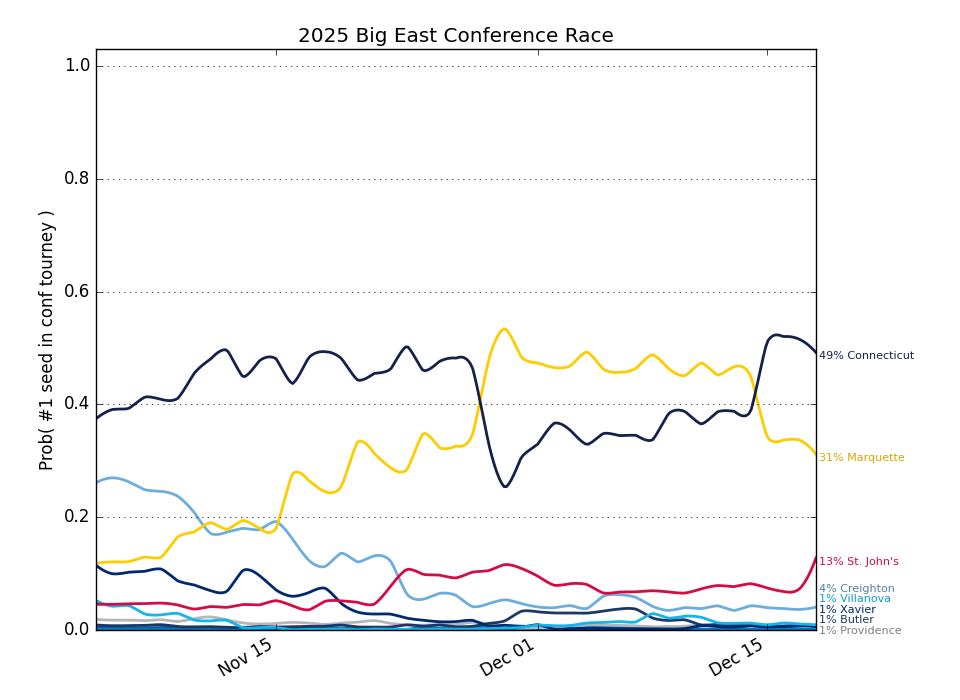 2025 Big East Conference Race
Prob( #1 seed in conf tourney )
1.0
0.8
0.6
0.4
0.2
0.0
Nov 15
Dec 01
Dec 15
49% Connecticut
31% Marquette
13% St. John's
4% Creighton
1% Villanova
1% Xavier
1% Butler
1% Providence